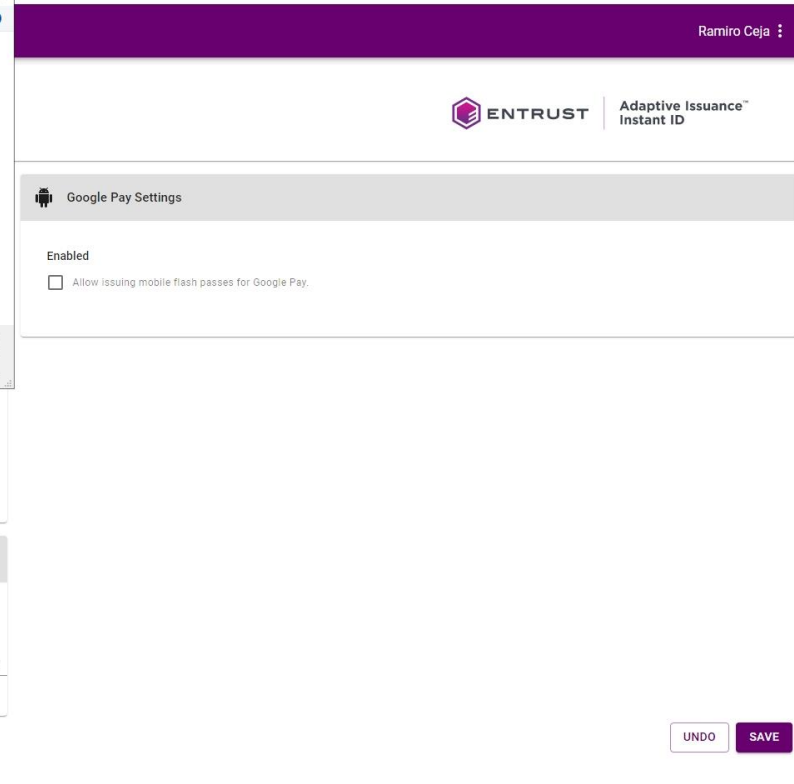 Ramiro Ceja
ENTRUST
Adaptive Issuance™
Instant ID
Google Pay Settings
Enabled
Allow issuing mobile flash passes for Google Pay.
UNDO
SAVE